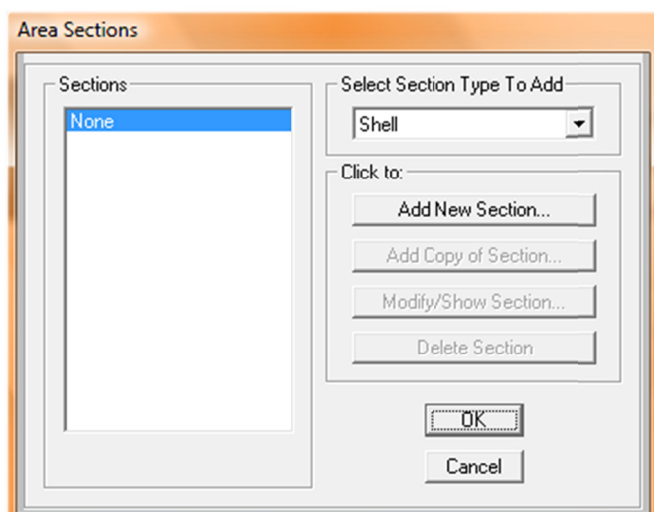 Area Sections
Sections
None
Select Section Type To Add
Shell
Click to:
Add New Section...
Add Copy of Section...
Modify/Show Section...
Delete Section
OK
Cancel